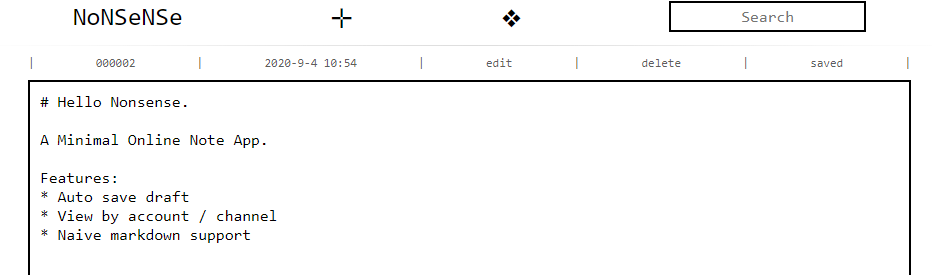 NoNSeNSe ✛ ❖ Search
| 000002 | 2020-9-4 10:54 | edit | delete | saved |
# Hello Nonsense.
A Minimal Online Note App.
Features:
* Auto save draft
* View by account / channel
* Naive markdown support